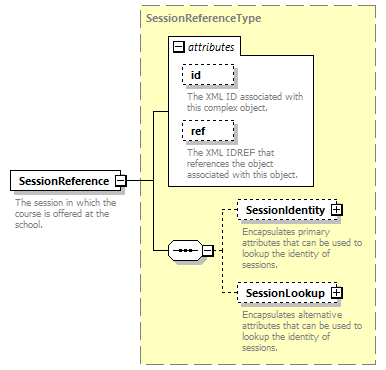 SessionReferenceType
attributes
id
The XML ID associated with
this complex object.
ref
The XML IDREF that
references the object
associated with this object.
SessionReference
The session in which the
course is offered at the
school.
SessionIdentity
Encapsulates primary
attributes that can be used to
lookup the identity of
sessions.
SessionLookup
Encapsulates alternative
attributes that can be used to
lookup the identity of
sessions.